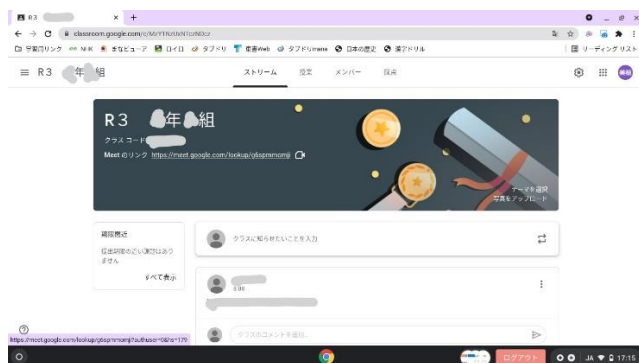 R3
classroom.google.com/c/
学習用リンク NHK まなビューア ロイロ タブドリ 東書Web タブドリmana 日本の歴史 漢字ドリル リーディング リスト
R3 年 組
ストリーム 授業 メンバー 採点
R3 年 組
クラス コード
Meet のリンク https://meet.google.com/lookup/g6spmmomji
テーマを選択
写真をアップロード
期限間近
提出期限の近い課題はありません
すべて表示
クラスに知らせたいことを入力
クラスのコメントを追加…
https://meet.google.com/lookup/g6spmmomji?authuser=0&hs=179
ログアウト
JA
17:15